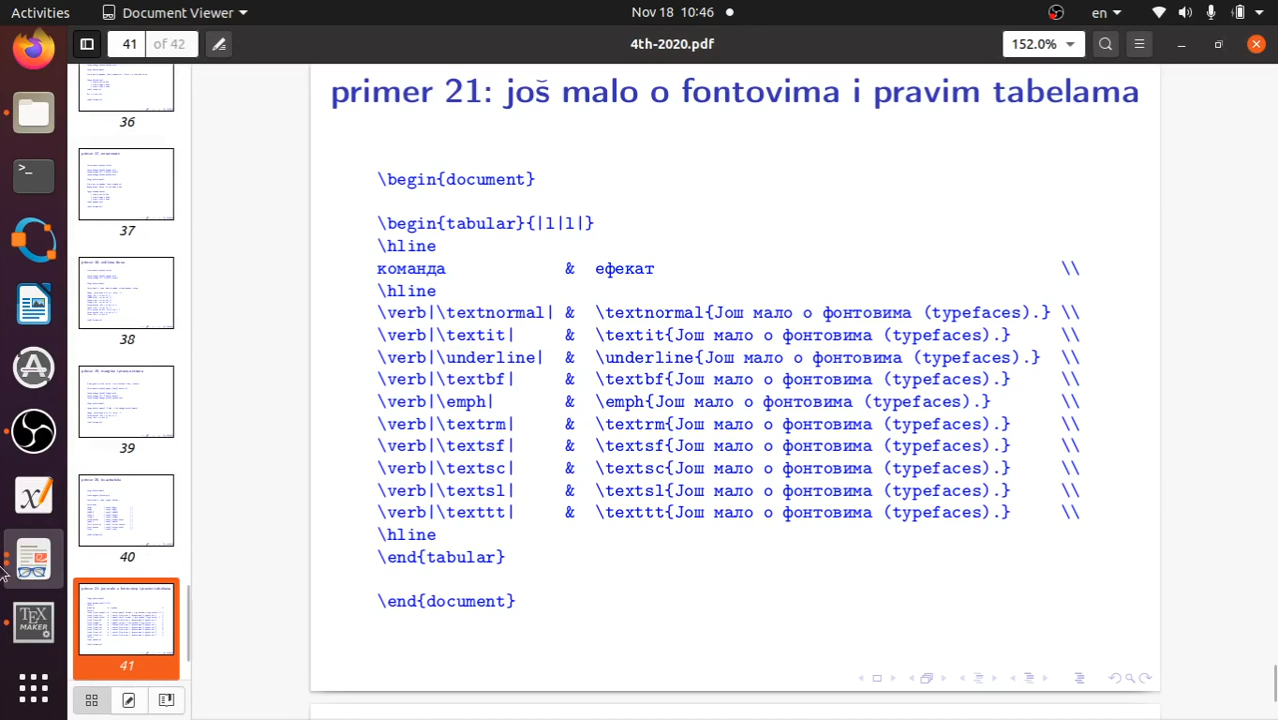 Activities Document Viewer Nov 18 10:46 en
41 of 42 4th-2020.pdf 152.0%
36
37
38
39
40
41
TEX
MAKER
primer 21: još malo o fontovima i pravim tabelama
\begin{document}
\begin{tabular}{|l|l|}
\hline
команда & ефекат \\
\hline
\verb|\textnormal| & \textnormal{Још мало о фонтовима (typefaces).} \\
\verb|\textit| & \textit{Још мало о фонтовима (typefaces).} \\
\verb|\underline| & \underline{Још мало о фонтовима (typefaces).} \\
\verb|\textbf| & \textbf{Још мало о фонтовима (typefaces).} \\
\verb|\emph| & \emph{Још мало о фонтовима (typefaces).} \\
\verb|\textrm| & \textrm{Још мало о фонтовима (typefaces).} \\
\verb|\textsf| & \textsf{Још мало о фонтовима (typefaces).} \\
\verb|\textsc| & \textsc{Још мало о фонтовима (typefaces).} \\
\verb|\textsl| & \textsl{Још мало о фонтовима (typefaces).} \\
\verb|\texttt| & \texttt{Још мало о фонтовима (typefaces).} \\
\hline
\end{tabular}
\end{document}